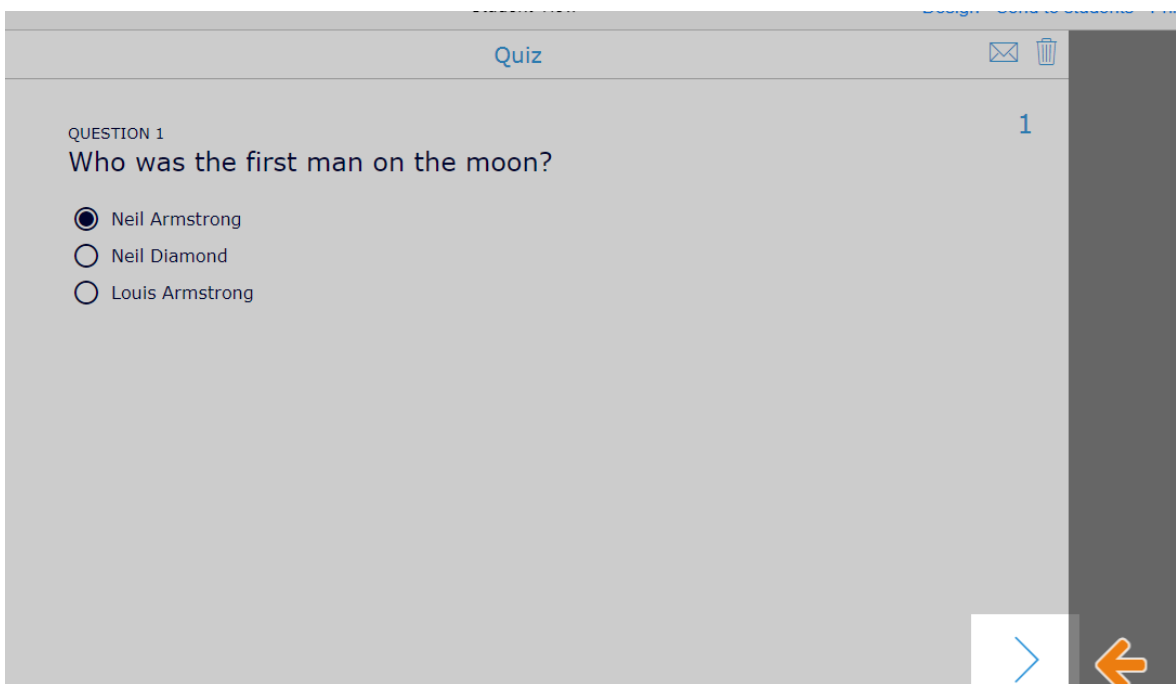 Quiz
QUESTION 1
1
Who was the first man on the moon?
Neil Armstrong
Neil Diamond
Louis Armstrong